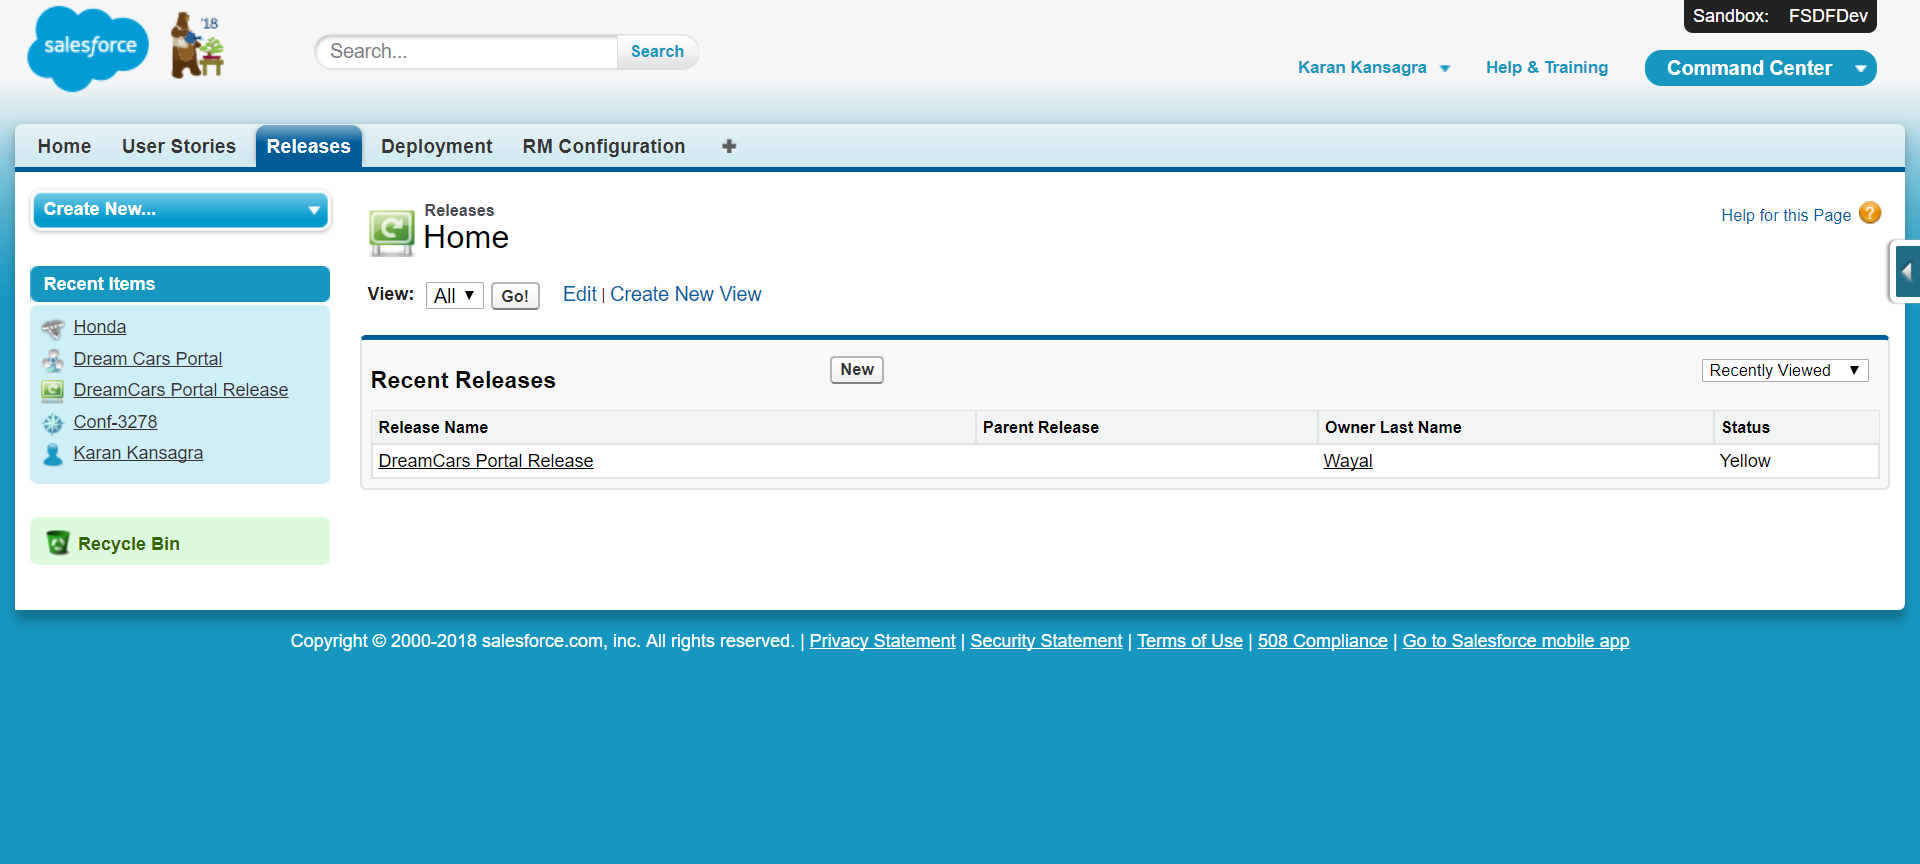 Sandbox: FSDFDev
salesforce
'18
Search...
Search
Karan Kansagra
Help & Training
Command Center
Home
User Stories
Releases
Deployment
RM Configuration
Create New...
Recent Items
Honda
Dream Cars Portal
DreamCars Portal Release
Conf-3278
Karan Kansagra
Recycle Bin
Releases
Home
Help for this Page ?
View: All Go! Edit | Create New View
Recent Releases
New
Recently Viewed
Release Name Parent Release Owner Last Name Status
DreamCars Portal Release Wayal Yellow
Copyright © 2000-2018 salesforce.com, inc. All rights reserved. | Privacy Statement | Security Statement | Terms of Use | 508 Compliance | Go to Salesforce mobile app